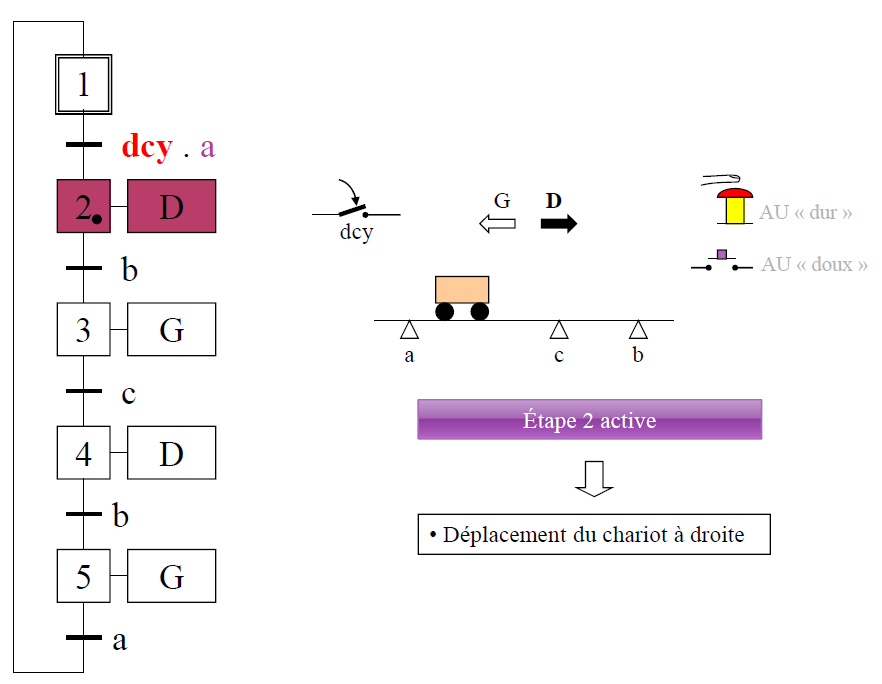 1
dcy . a
2 D
b
3 G
c
4 D
b
5 G
a
dcy
G D
AU « dur »
AU « doux »
a c b
Étape 2 active
• Déplacement du chariot à droite